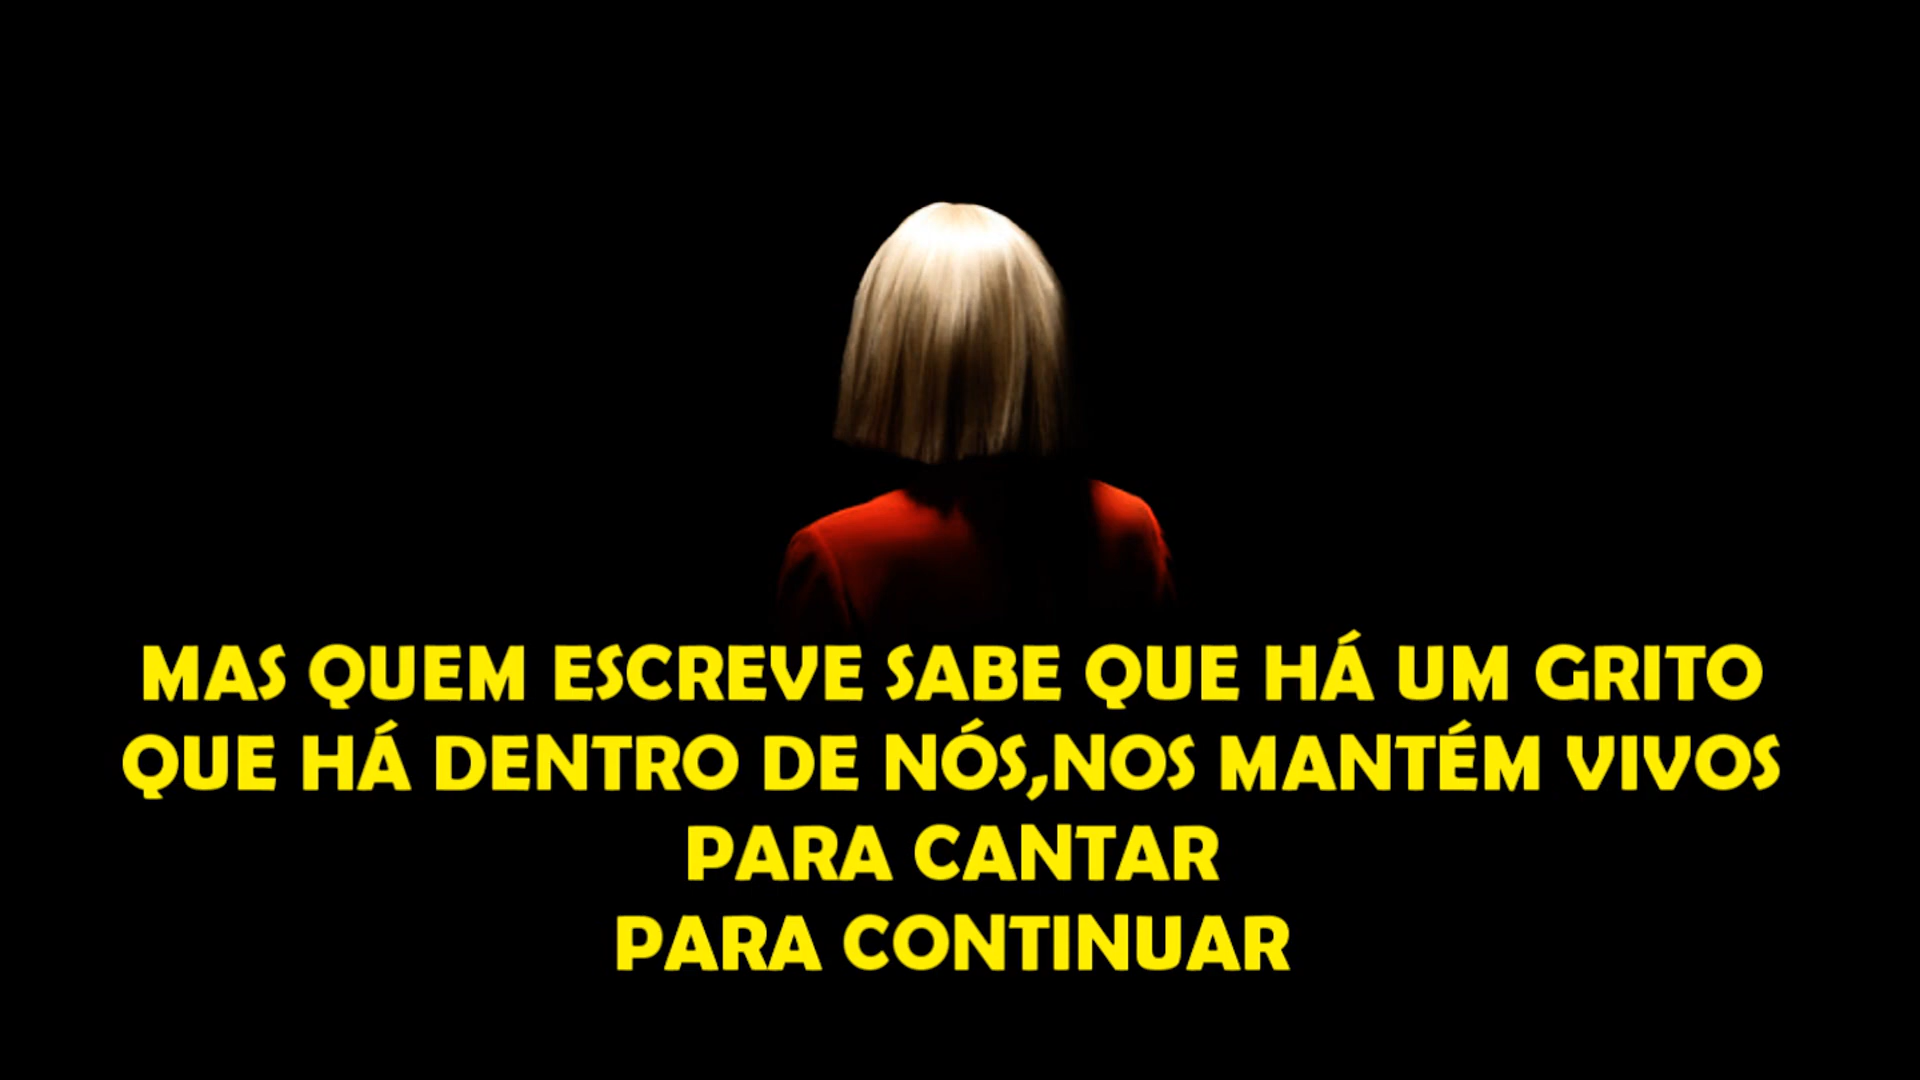 MAS QUEM ESCREVE SABE QUE HÁ UM GRITO
QUE HÁ DENTRO DE NÓS,NOS MANTÉM VIVOS
PARA CANTAR
PARA CONTINUAR